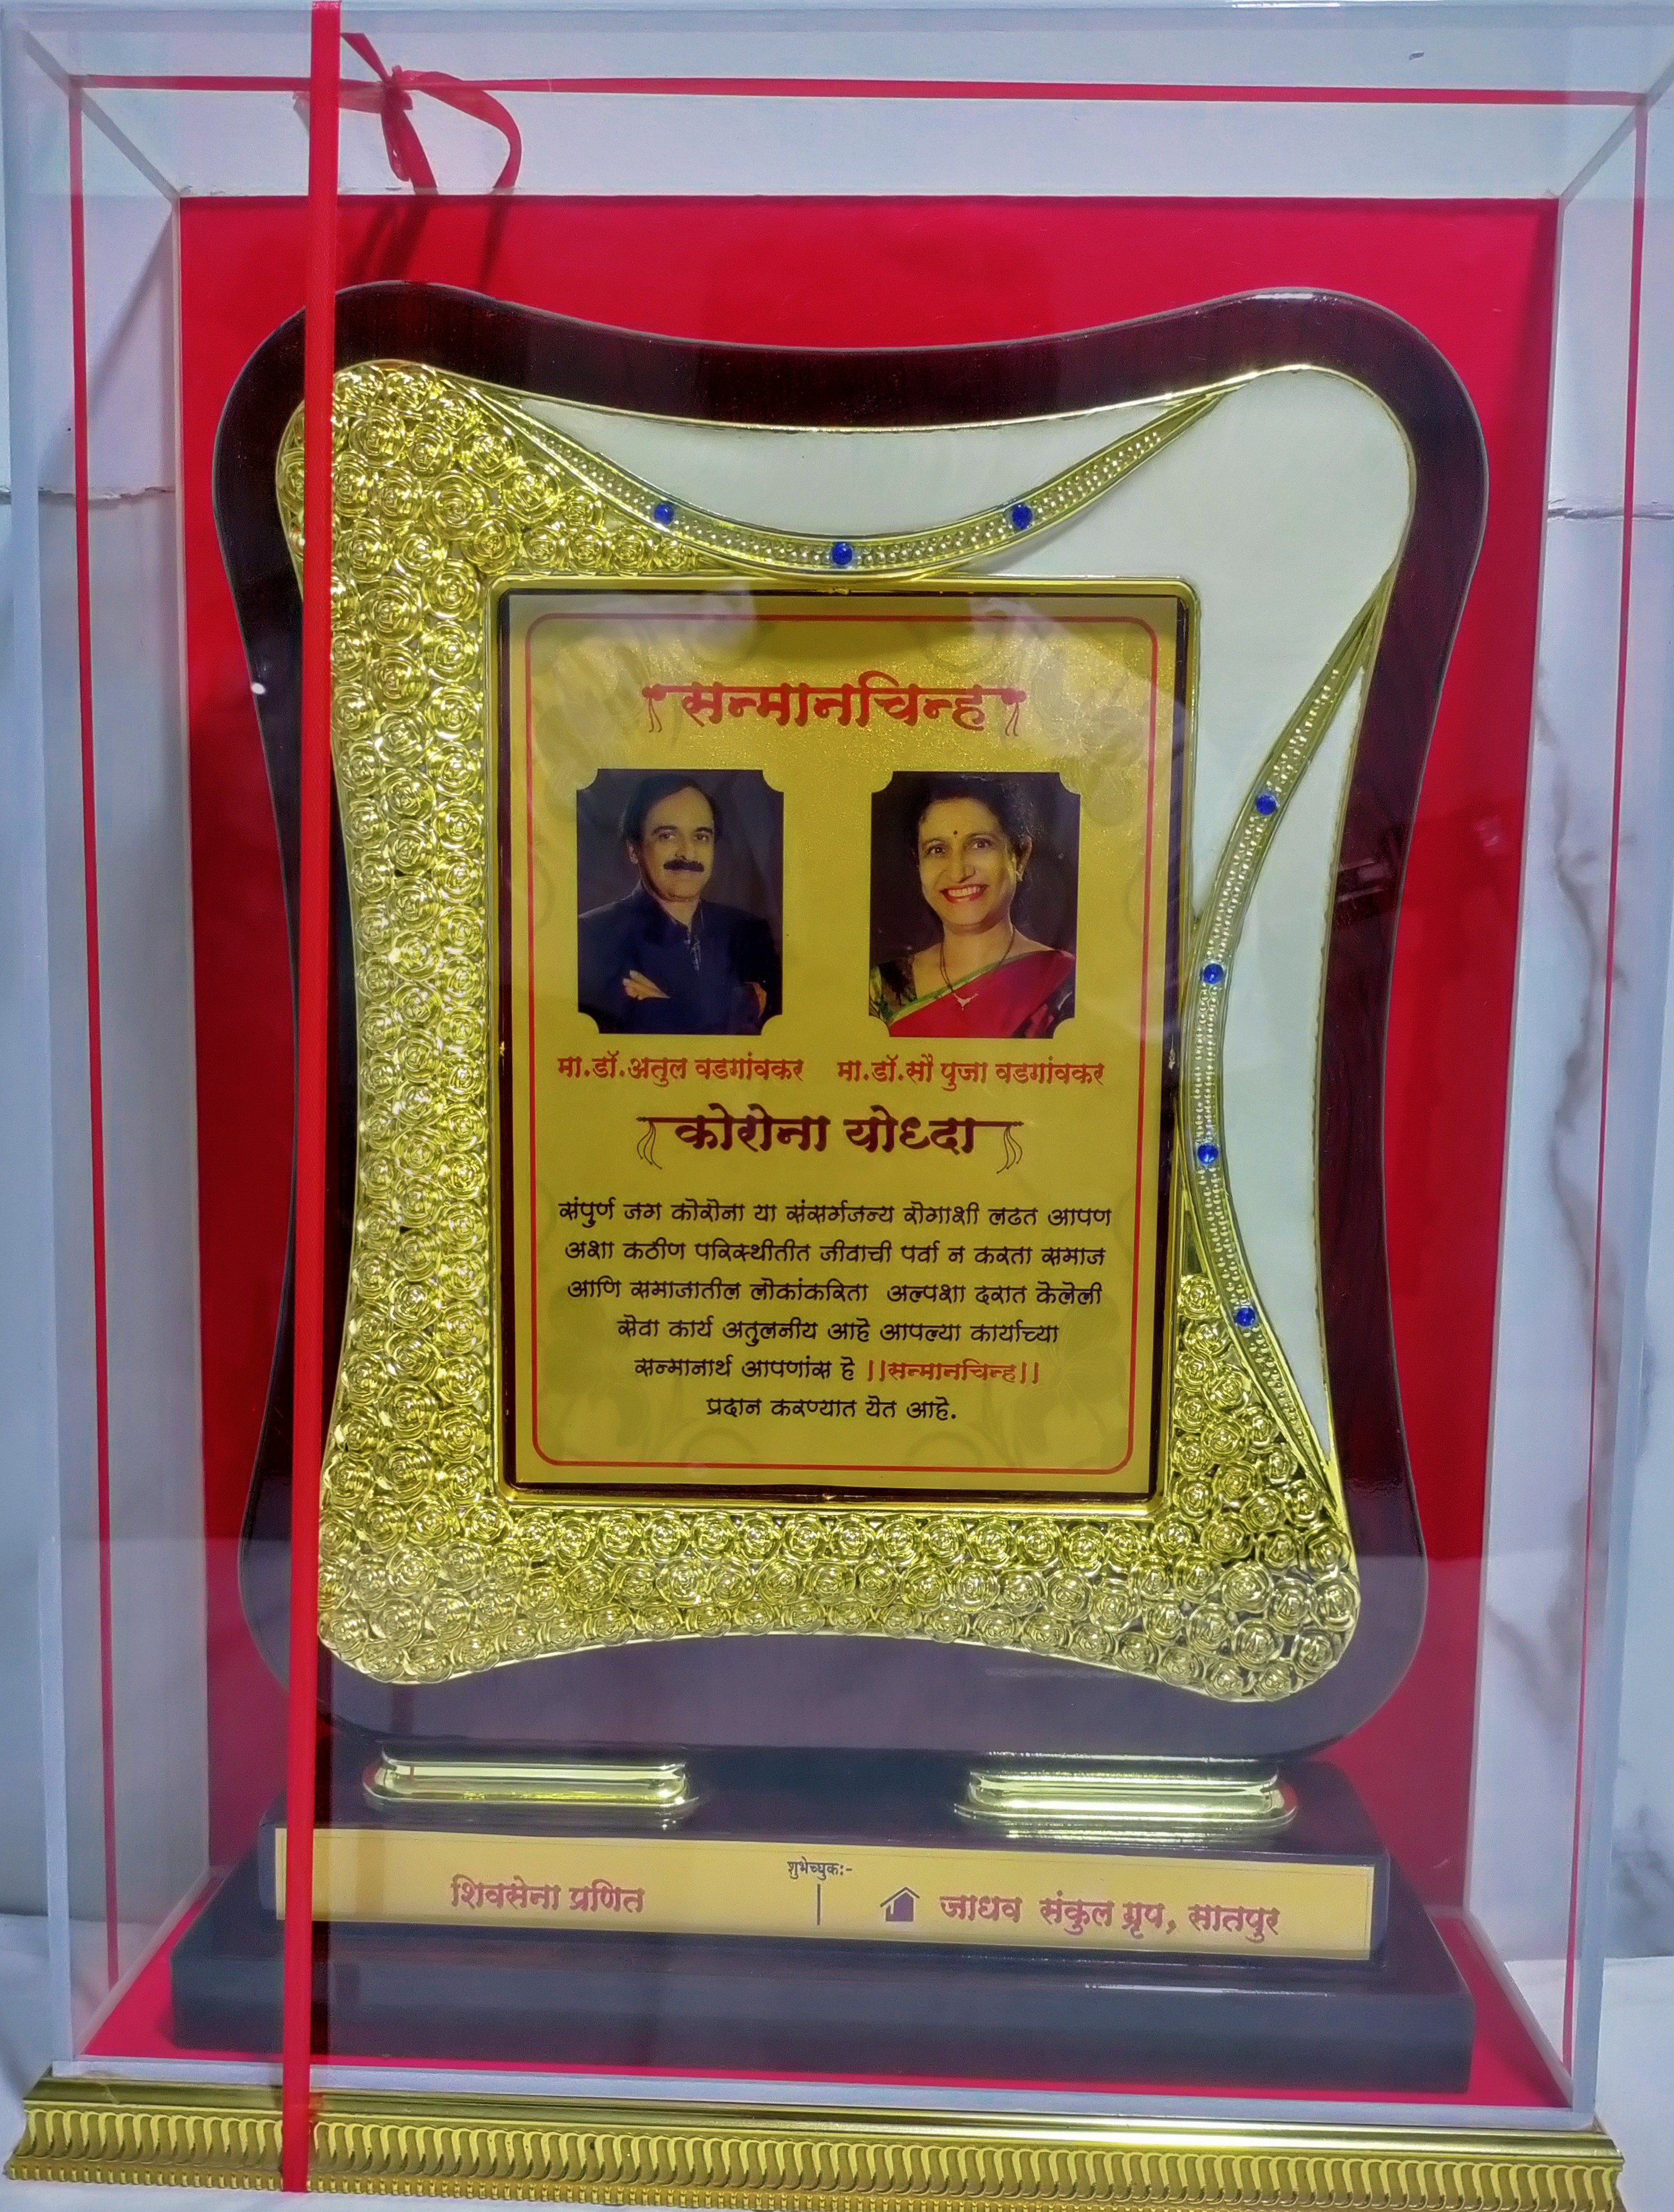 सन्मानचिन्ह
मा.डॉ.अतुल वडगांवकर मा.डॉ.सौ पुजा वडगांवकर
कोरोना योध्दा
संपुर्ण जग कोरोना या संसर्गजन्य रोगाशी लढत आपण
अशा कठीण परिस्थीतीत जीवाची पर्वा न करता समाज
आणि समाजातील लोकांकरिता अल्पशा दरात केलेली
सेवा कार्य अतुलनीय आहे आपल्या कार्याच्या
सन्मानार्थ आपणांस हे ||सन्मानचिन्ह||
प्रदान करण्यात येत आहे.
शुभेच्छुक:-
शिवसेना प्रणित
जाधव संकुल ग्रृप, सातपुर